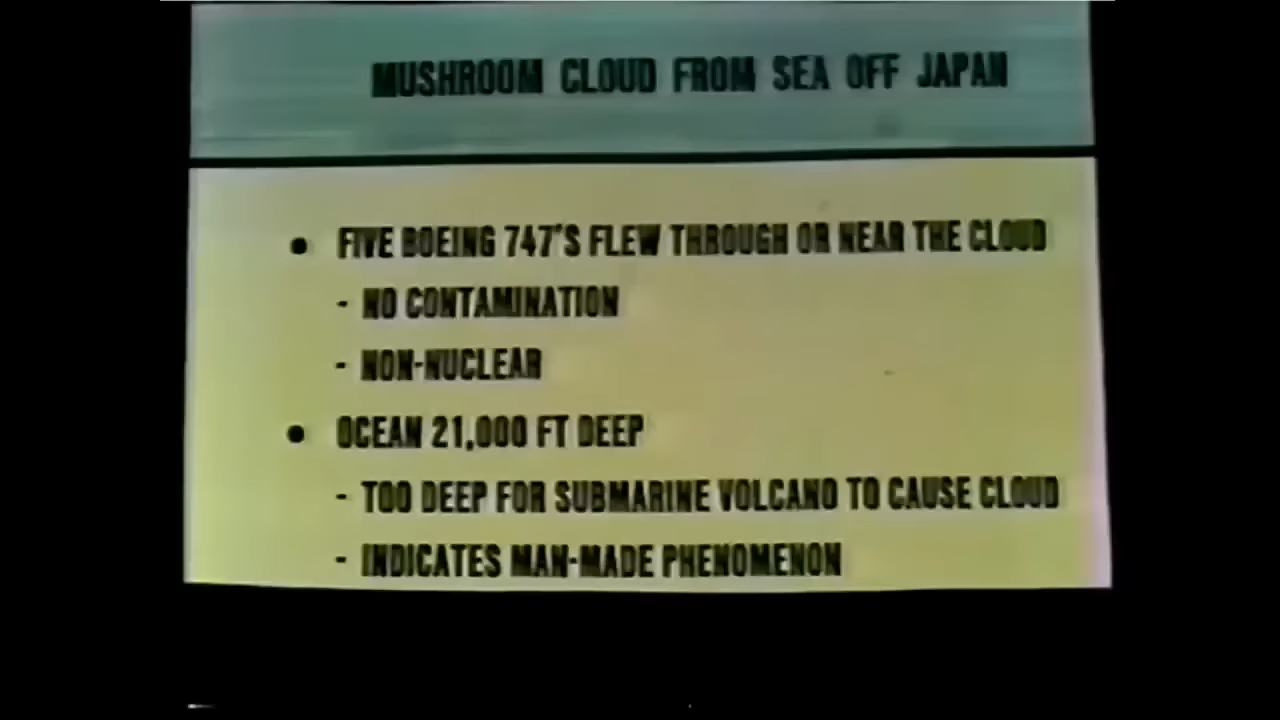 MUSHROOM CLOUD FROM SEA OFF JAPAN
• FIVE BOEING 747'S FLEW THROUGH OR NEAR THE CLOUD
- NO CONTAMINATION
- NON-NUCLEAR
• OCEAN 21,000 FT DEEP
- TOO DEEP FOR SUBMARINE VOLCANO TO CAUSE CLOUD
- INDICATES MAN-MADE PHENOMENON